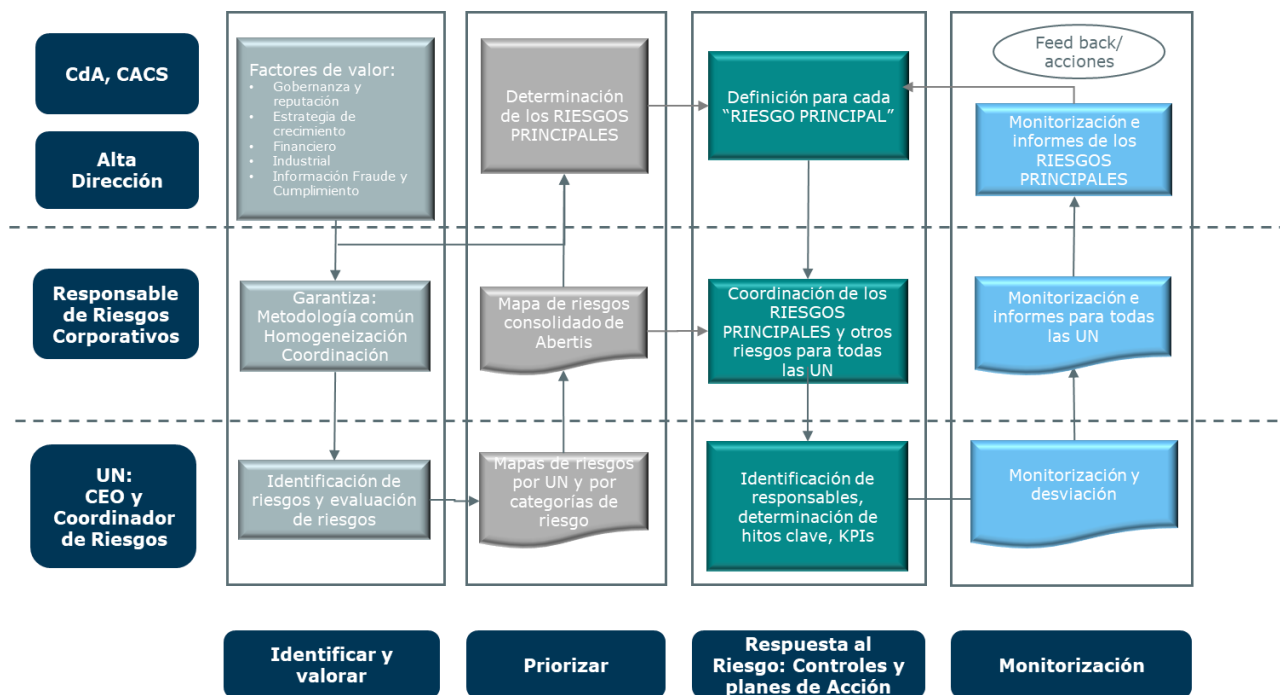 CdA, CACS
Alta
Dirección
Factores de valor:
• Gobernanza y
reputación
• Estrategia de
crecimiento
• Financiero
• Industrial
• Información Fraude y
Cumplimiento
Determinación
de los RIESGOS
PRINCIPALES
Definición para cada
“RIESGO PRINCIPAL”
Feed back/
acciones
Monitorización e
informes de los
RIESGOS
PRINCIPALES
Responsable
de Riesgos
Corporativos
Garantiza:
Metodología común
Homogeneización
Coordinación
Mapa de riesgos
consolidado de
Abertis
Coordinación de los
RIESGOS
PRINCIPALES y otros
riesgos para todas
las UN
Monitorización e
informes para todas
las UN
UN:
CEO y
Coordinador
de Riesgos
Identificación de
riesgos y evaluación
de riesgos
Mapas de riesgos
por UN y por
categorías de
riesgo
Identificación de
responsables,
determinación de
hitos clave, KPIs
Monitorización y
desviación
Identificar y
valorar
Priorizar
Respuesta al
Riesgo: Controles y
planes de Acción
Monitorización